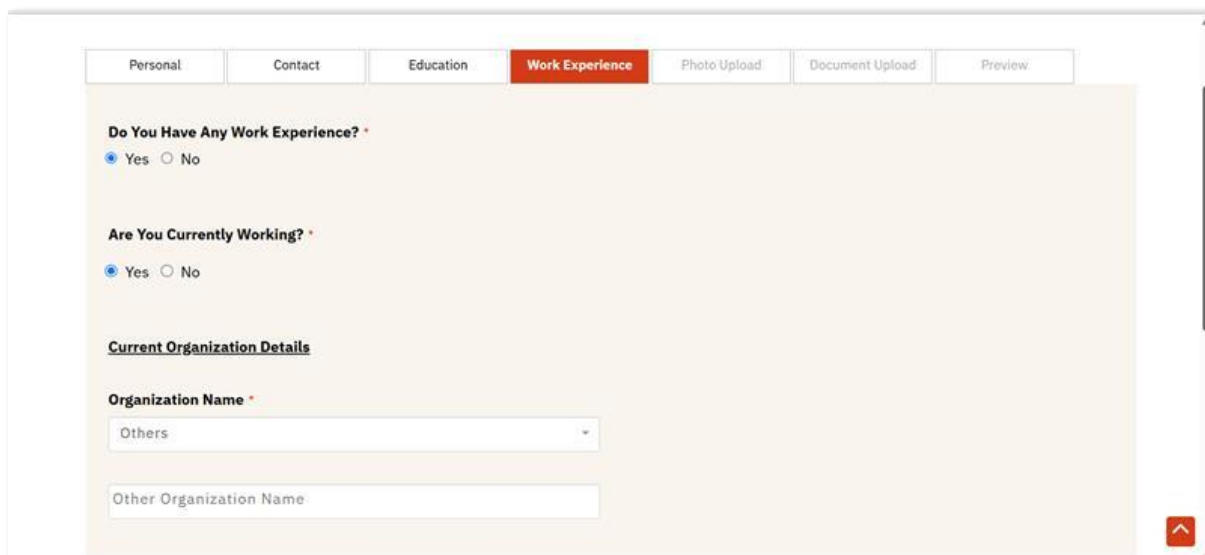 Personal Contact Education Work Experience Photo Upload Document Upload Preview
Do You Have Any Work Experience? *
Yes No
Are You Currently Working? *
Yes No
Current Organization Details
Organization Name *
Others
Other Organization Name